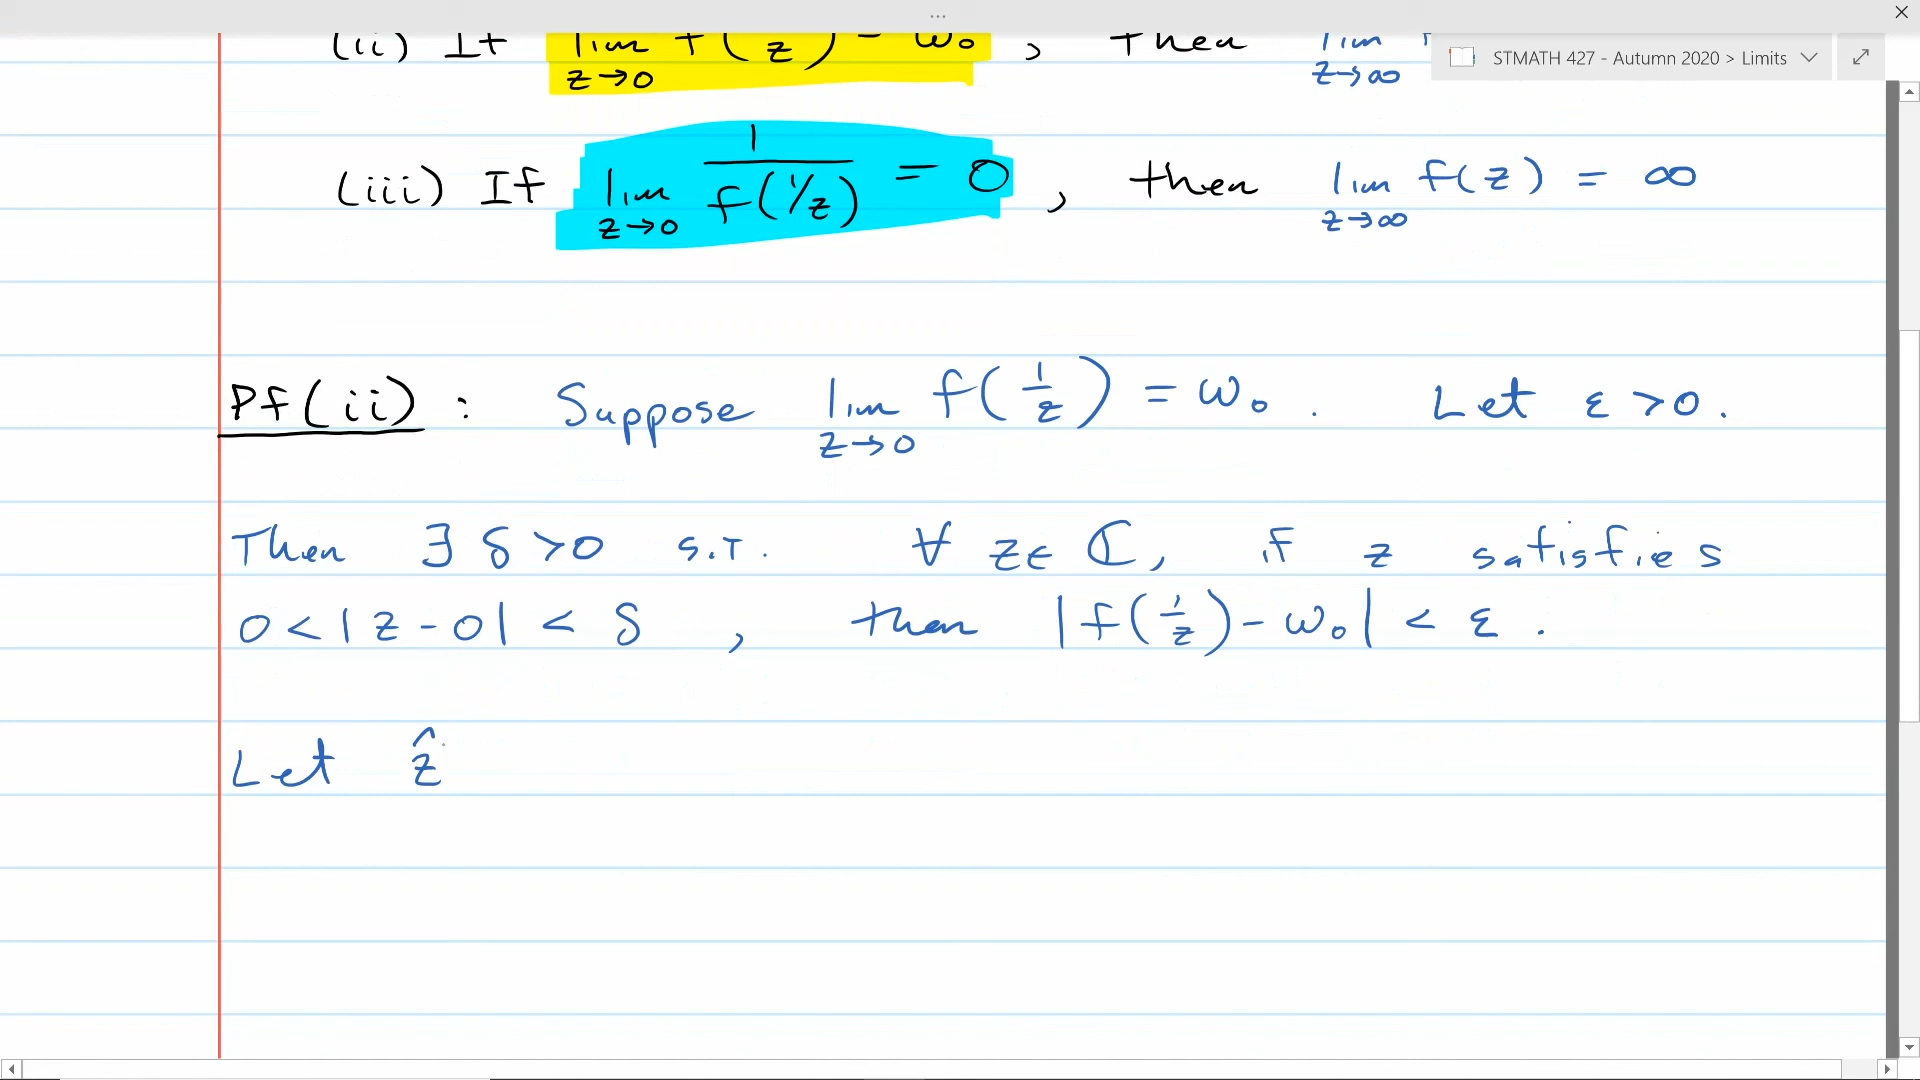 (ii) If lim f(1/z) = w₀, then lim
z→0 z→∞
STMATH 427 - Autumn 2020 > Limits
(iii) If lim 1/f(1/z) = 0, then lim f(z) = ∞
z→0 z→∞
Pf(ii): Suppose lim f(1/z) = w₀. Let ε > 0.
z→0
Then ∃ δ > 0 s.t. ∀ z ∈ ℂ, if z satisfies
0 < |z - 0| < δ, then |f(1/z) - w₀| < ε.
Let ẑ